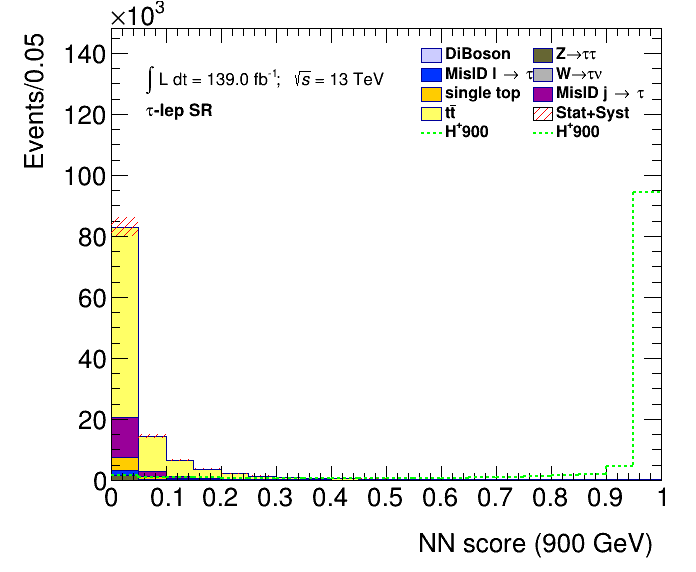 ×10³
Events/0.05
140
120
100
80
60
40
20
0
∫ L dt = 139.0 fb⁻¹; √s = 13 TeV
τ-lep SR
DiBoson
Z→ττ
MisID l → τ
W→τν
single top
MisID j → τ
tt̄
Stat+Syst
H⁺900
H⁺900
0 0.1 0.2 0.3 0.4 0.5 0.6 0.7 0.8 0.9 1
NN score (900 GeV)